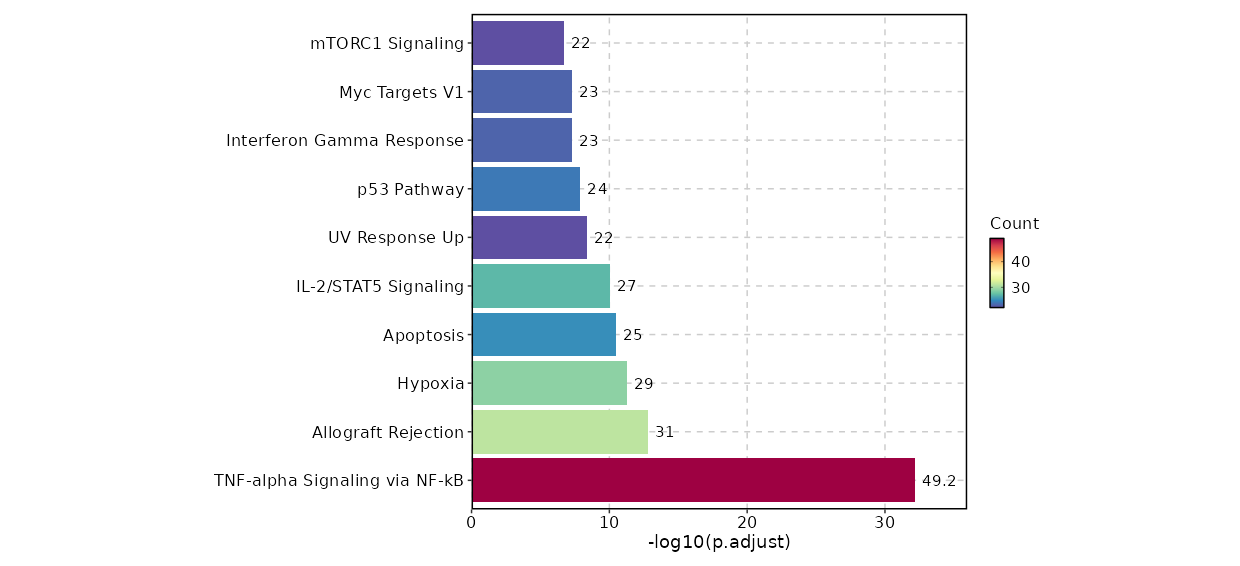 mTORC1 Signaling 22
Myc Targets V1 23
Interferon Gamma Response 23
p53 Pathway 24
UV Response Up 22
IL-2/STAT5 Signaling 27
Apoptosis 25
Hypoxia 29
Allograft Rejection 31
TNF-alpha Signaling via NF-kB 49.2
0 10 20 30
-log10(p.adjust)
Count
40
30